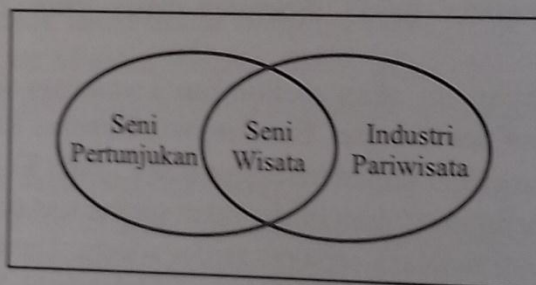 Seni
Pertunjukan
Seni
Wisata
Industri
Pariwisata